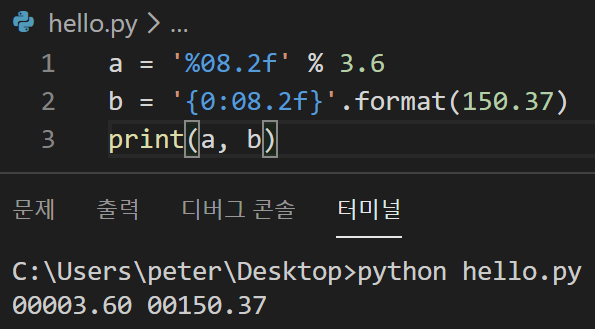 hello.py > ...
1 a = '%08.2f' % 3.6
2 b = '{0:08.2f}'.format(150.37)
3 print(a, b)
문제 출력 디버그 콘솔 터미널
C:\Users\peter\Desktop>python hello.py
00003.60 00150.37